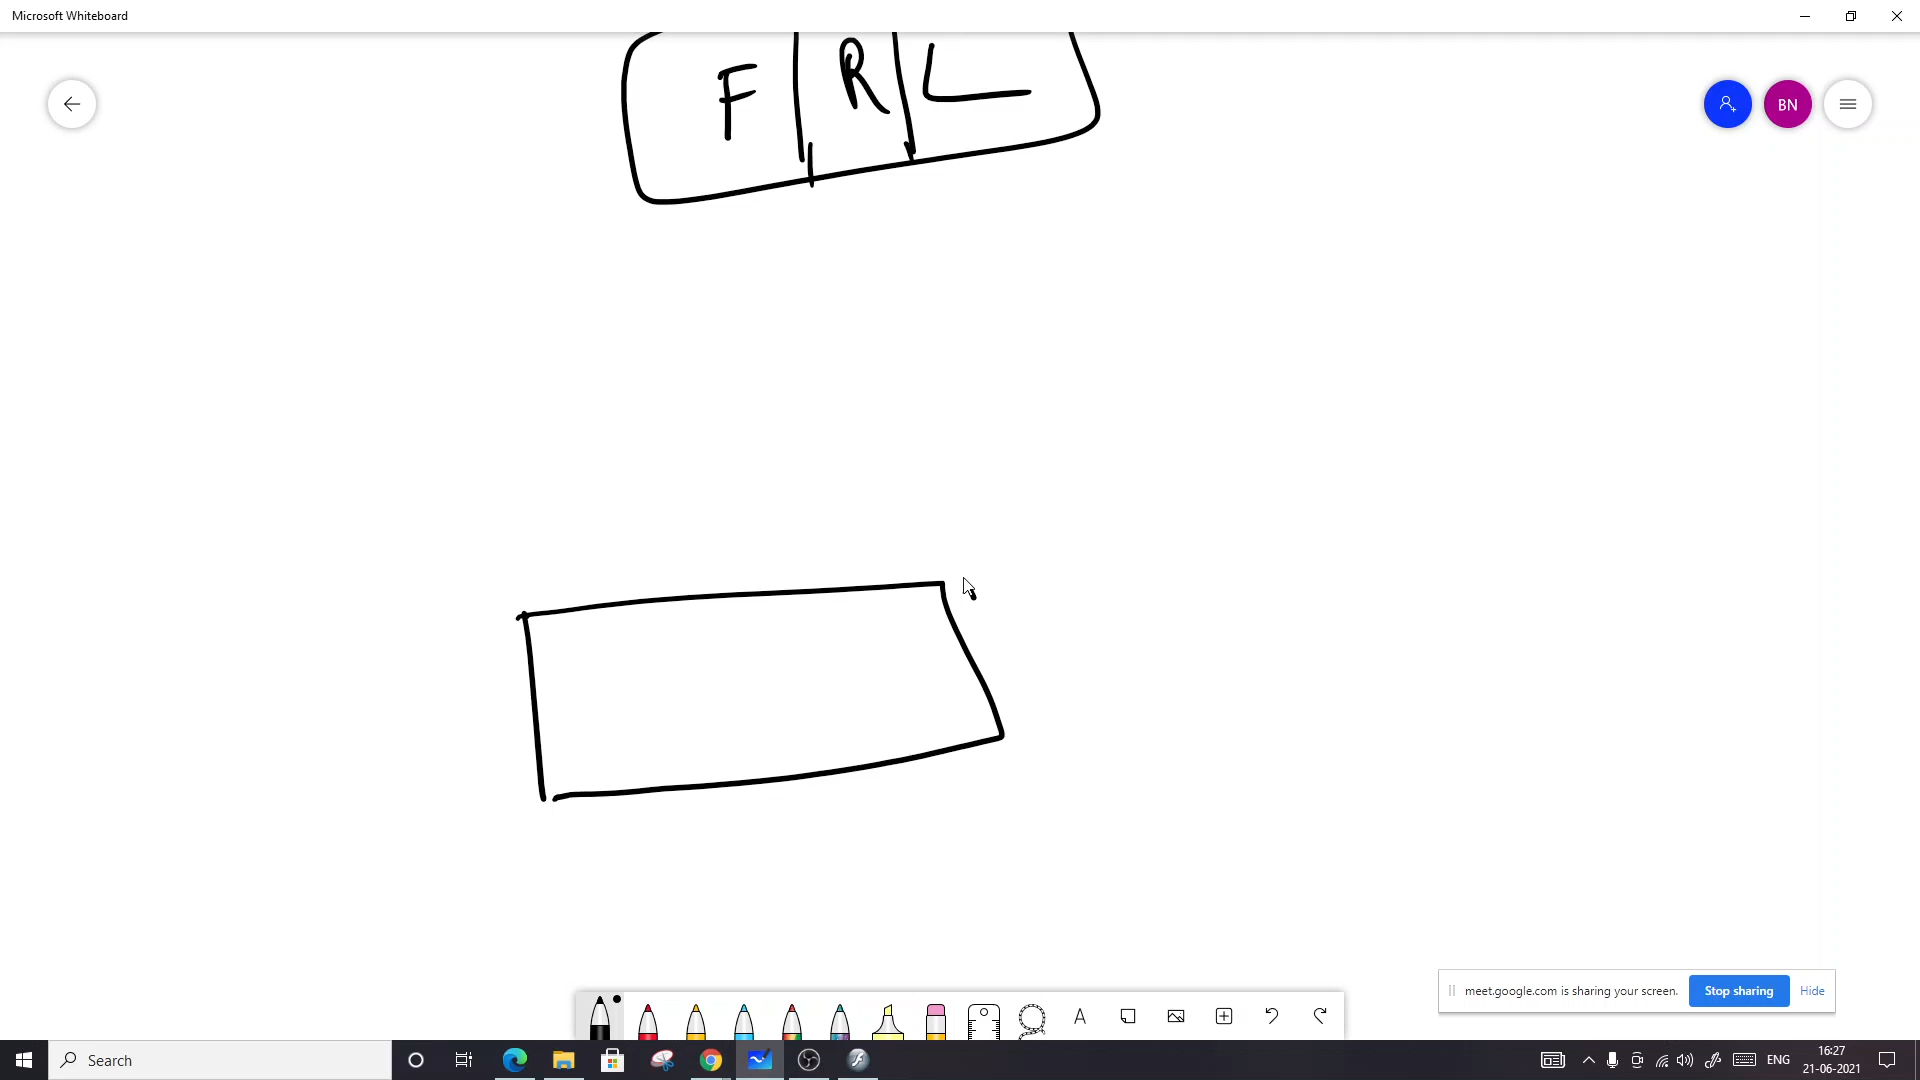 Microsoft Whiteboard
F R L
BN
meet.google.com is sharing your screen. Stop sharing Hide
Search
ENG
16:27
21-06-2021